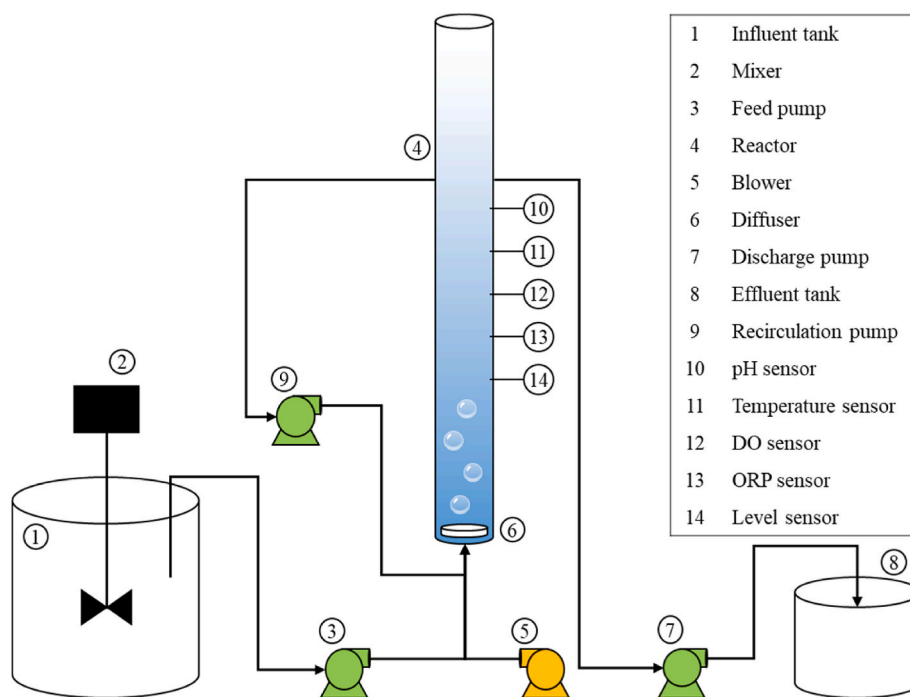 1 Influent tank
2 Mixer
3 Feed pump
4 Reactor
5 Blower
6 Diffuser
7 Discharge pump
8 Effluent tank
9 Recirculation pump
10 pH sensor
11 Temperature sensor
12 DO sensor
13 ORP sensor
14 Level sensor
4
10
11
12
13
14
2
9
1
6
8
3
5
7